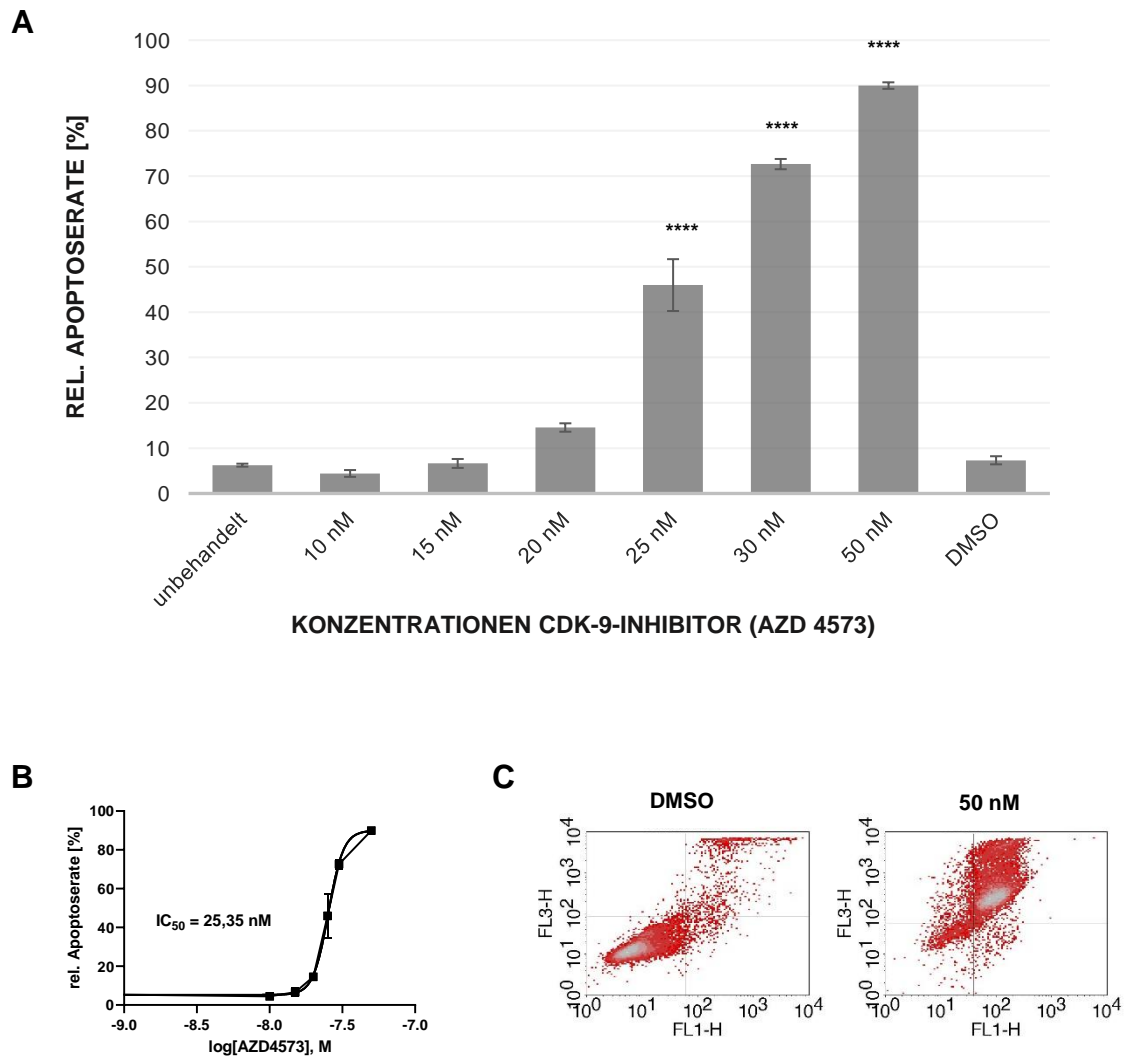 A
REL. APOPTOSERATE [%]
100
90
80
70
60
50
40
30
20
10
0
****
****
****
unbehandelt
10 nM
15 nM
20 nM
25 nM
30 nM
50 nM
DMSO
KONZENTRATIONEN CDK-9-INHIBITOR (AZD 4573)
B
rel. Apoptoserate [%]
100
80
60
40
20
0
IC50 = 25,35 nM
-9.0 -8.5 -8.0 -7.5 -7.0
log[AZD4573], M
C
DMSO
FL3-H
10^4
10^3
10^2
10^1
10^0
10^0 10^1 10^2 10^3 10^4
FL1-H
50 nM
FL3-H
10^4
10^3
10^2
10^1
10^0
10^0 10^1 10^2 10^3 10^4
FL1-H